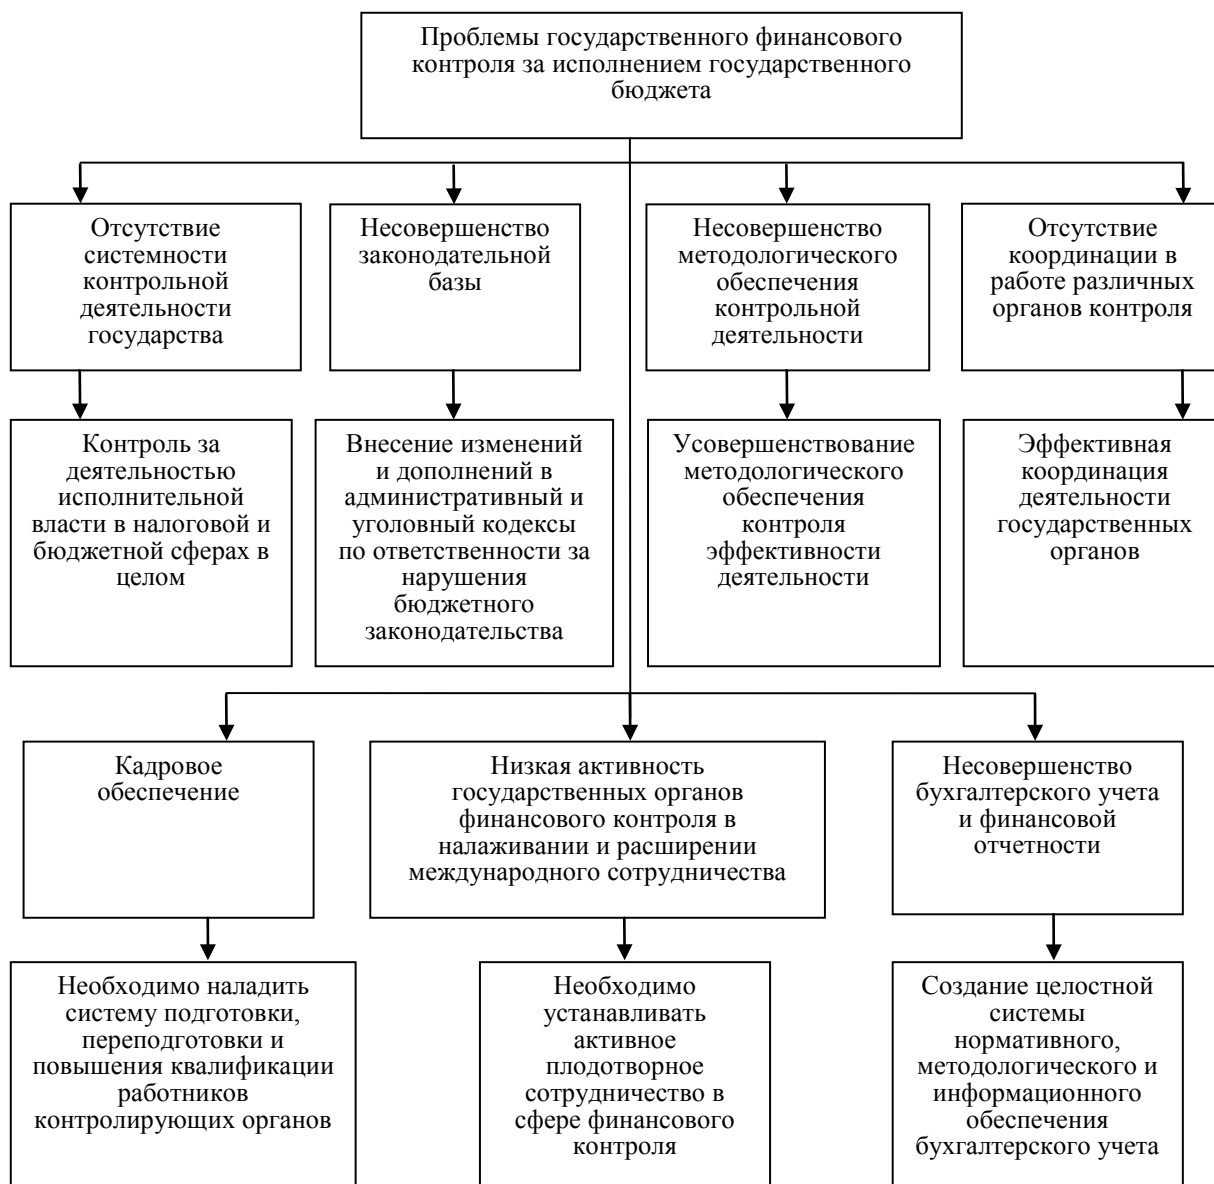 Проблемы государственного финансового
контроля за исполнением государственного
бюджета
Отсутствие
системности
контрольной
деятельности
государства
Несовершенство
законодательной
базы
Несовершенство
методологического
обеспечения
контрольной
деятельности
Отсутствие
координации в
работе различных
органов контроля
Контроль за
деятельностью
исполнительной
власти в налоговой и
бюджетной сферах в
целом
Внесение изменений
и дополнений в
административный и
уголовный кодексы
по ответственности за
нарушения
бюджетного
законодательства
Усовершенствование
методологического
обеспечения
контроля
эффективности
деятельности
Эффективная
координация
деятельности
государственных
органов
Кадровое
обеспечение
Низкая активность
государственных органов
финансового контроля в
налаживании и расширении
международного сотрудничества
Несовершенство
бухгалтерского учета
и финансовой
отчетности
Необходимо наладить
систему подготовки,
переподготовки и
повышения квалификации
работников
контролирующих органов
Необходимо
устанавливать
активное
плодотворное
сотрудничество в
сфере финансового
контроля
Создание целостной
системы
нормативного,
методологического и
информационного
обеспечения
бухгалтерского учета